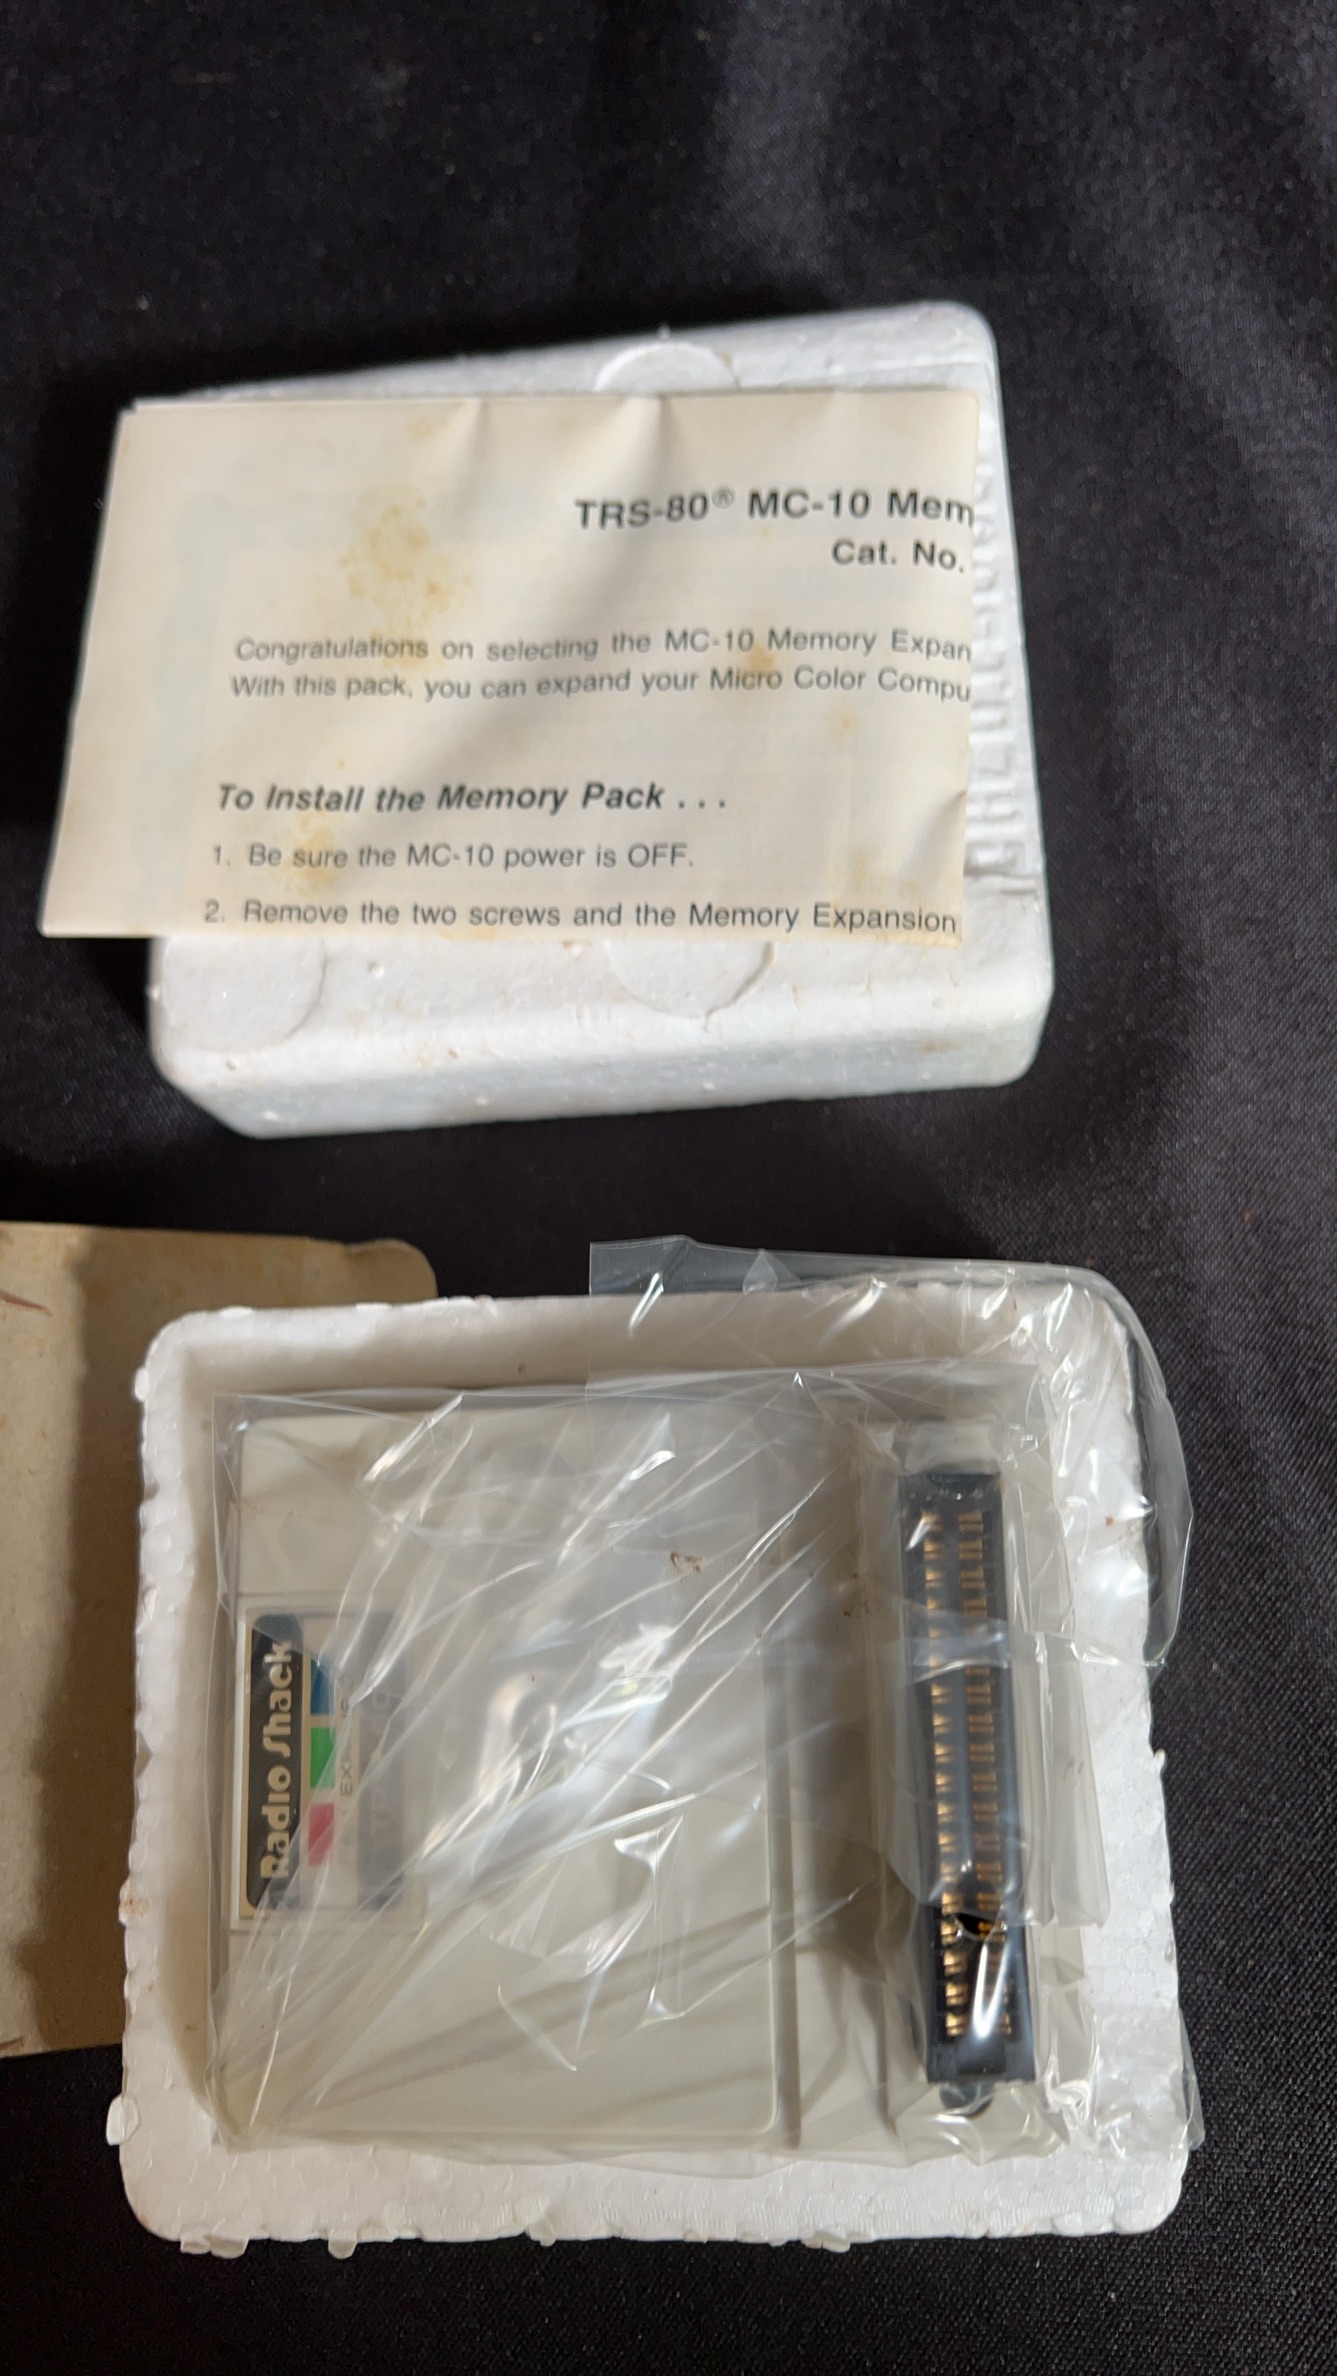 TRS-80® MC-10 Mem
Cat. No.
Congratulations on selecting the MC-10 Memory Expan
With this pack, you can expand your Micro Color Compu
To Install the Memory Pack . . .
1. Be sure the MC-10 power is OFF.
2. Remove the two screws and the Memory Expansion
Radio Shack